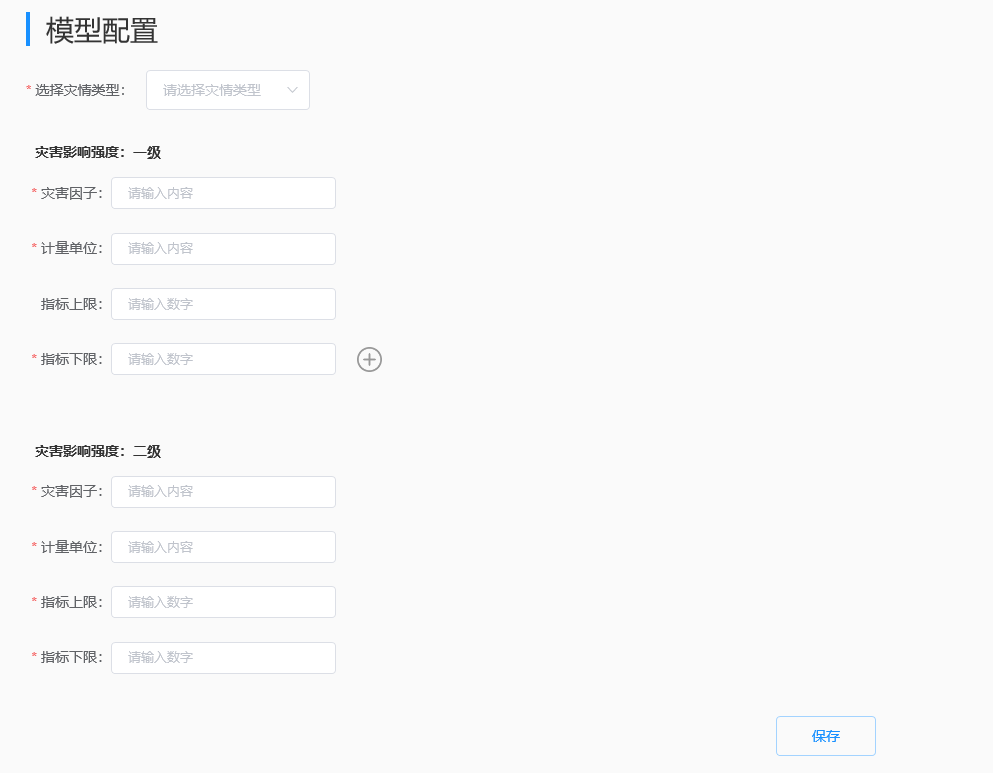 模型配置
* 选择灾情类型： 请选择灾情类型
灾害影响强度：一级
* 灾害因子： 请输入内容
* 计量单位： 请输入内容
指标上限： 请输入数字
* 指标下限： 请输入数字
灾害影响强度：二级
* 灾害因子： 请输入内容
* 计量单位： 请输入内容
* 指标上限： 请输入数字
* 指标下限： 请输入数字
保存